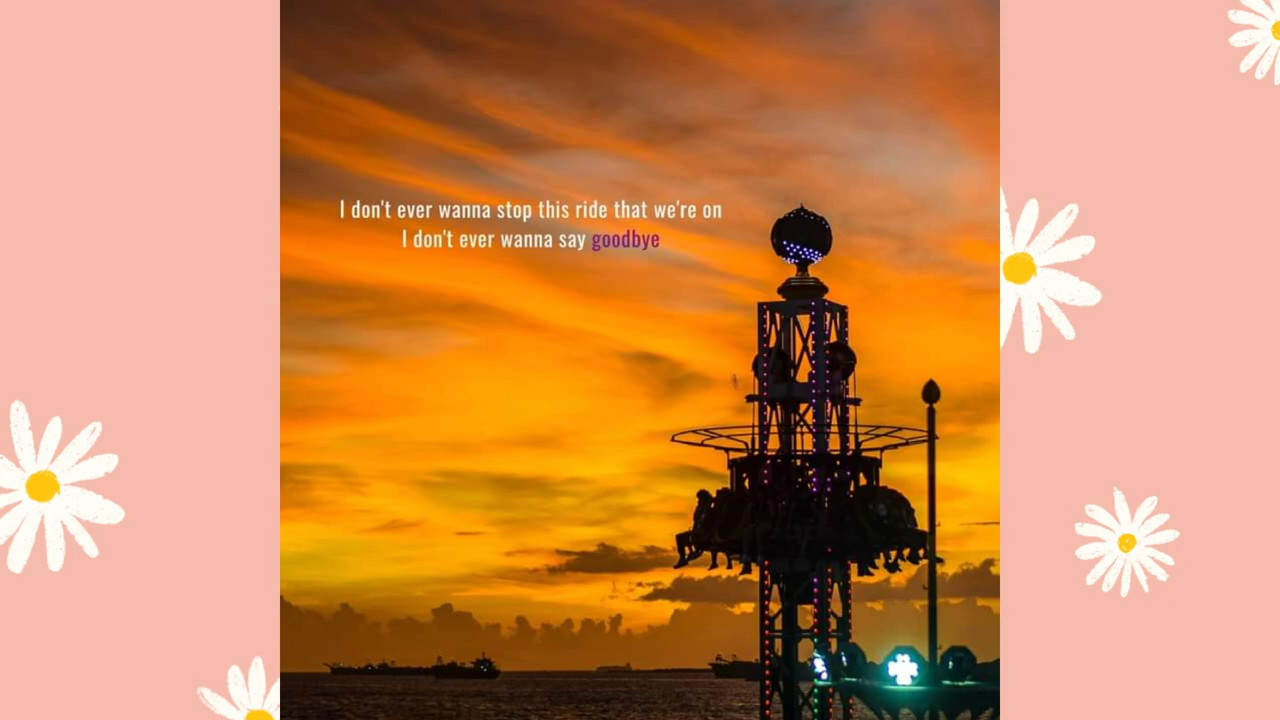 I don't ever wanna stop this ride that we're on
I don't ever wanna say goodbye